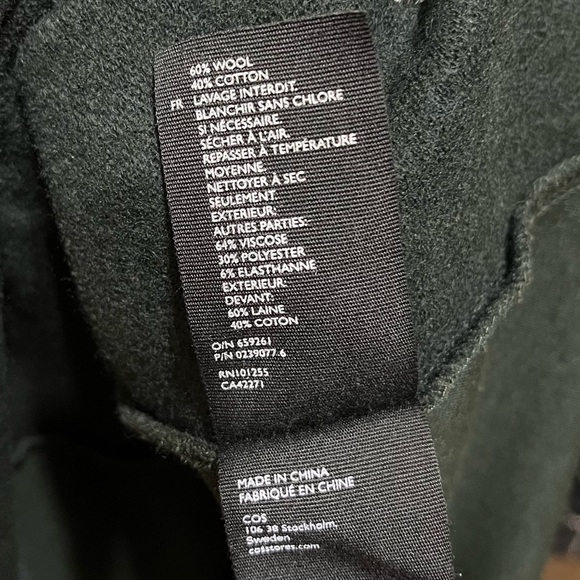 60% WOOL
40% COTTON
FR LAVAGE INTERDIT.
BLANCHIR SANS CHLORE
SI NÉCESSAIRE.
SÉCHER À L'AIR.
REPASSER À TEMPÉRATURE
MOYENNE.
NETTOYER À SEC
SEULEMENT.
EXTERIEUR:
AUTRES PARTIES:-
64% VISCOSE
30% POLYESTER
6% ELASTHANNE
EXTERIEUR:
DEVANT:
60% LAINE
40% COTON
O/N 659261
P/N 0239077.6
RN101255
CA42271
MADE IN CHINA
FABRIQUÉ EN CHINE
COS
106 38 Stockholm,
Sweden
cosstores.com